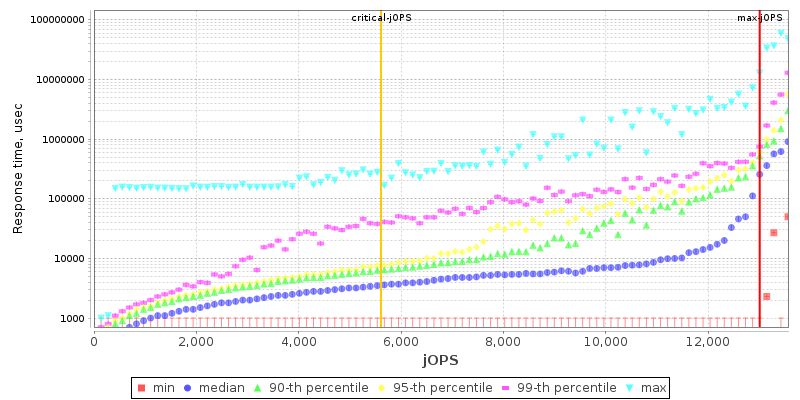 critical-jOPS
max-jOPS
100000000
10000000
1000000
100000
10000
1000
Response time, usec
0
2,000
4,000
6,000
8,000
10,000
12,000
jOPS
min median 90-th percentile 95-th percentile 99-th percentile max